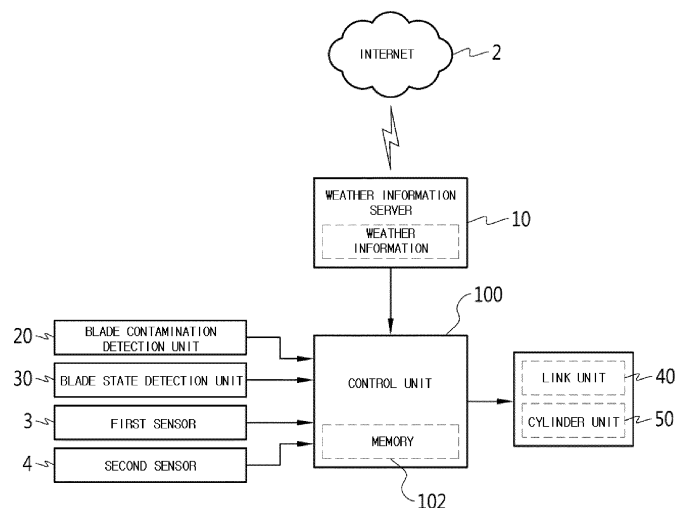 INTERNET
2
WEATHER INFORMATION
SERVER
WEATHER
INFORMATION
10
100
20
BLADE CONTAMINATION
DETECTION UNIT
30
BLADE STATE DETECTION UNIT
3
FIRST SENSOR
4
SECOND SENSOR
CONTROL UNIT
MEMORY
102
LINK UNIT
40
CYLINDER UNIT
50